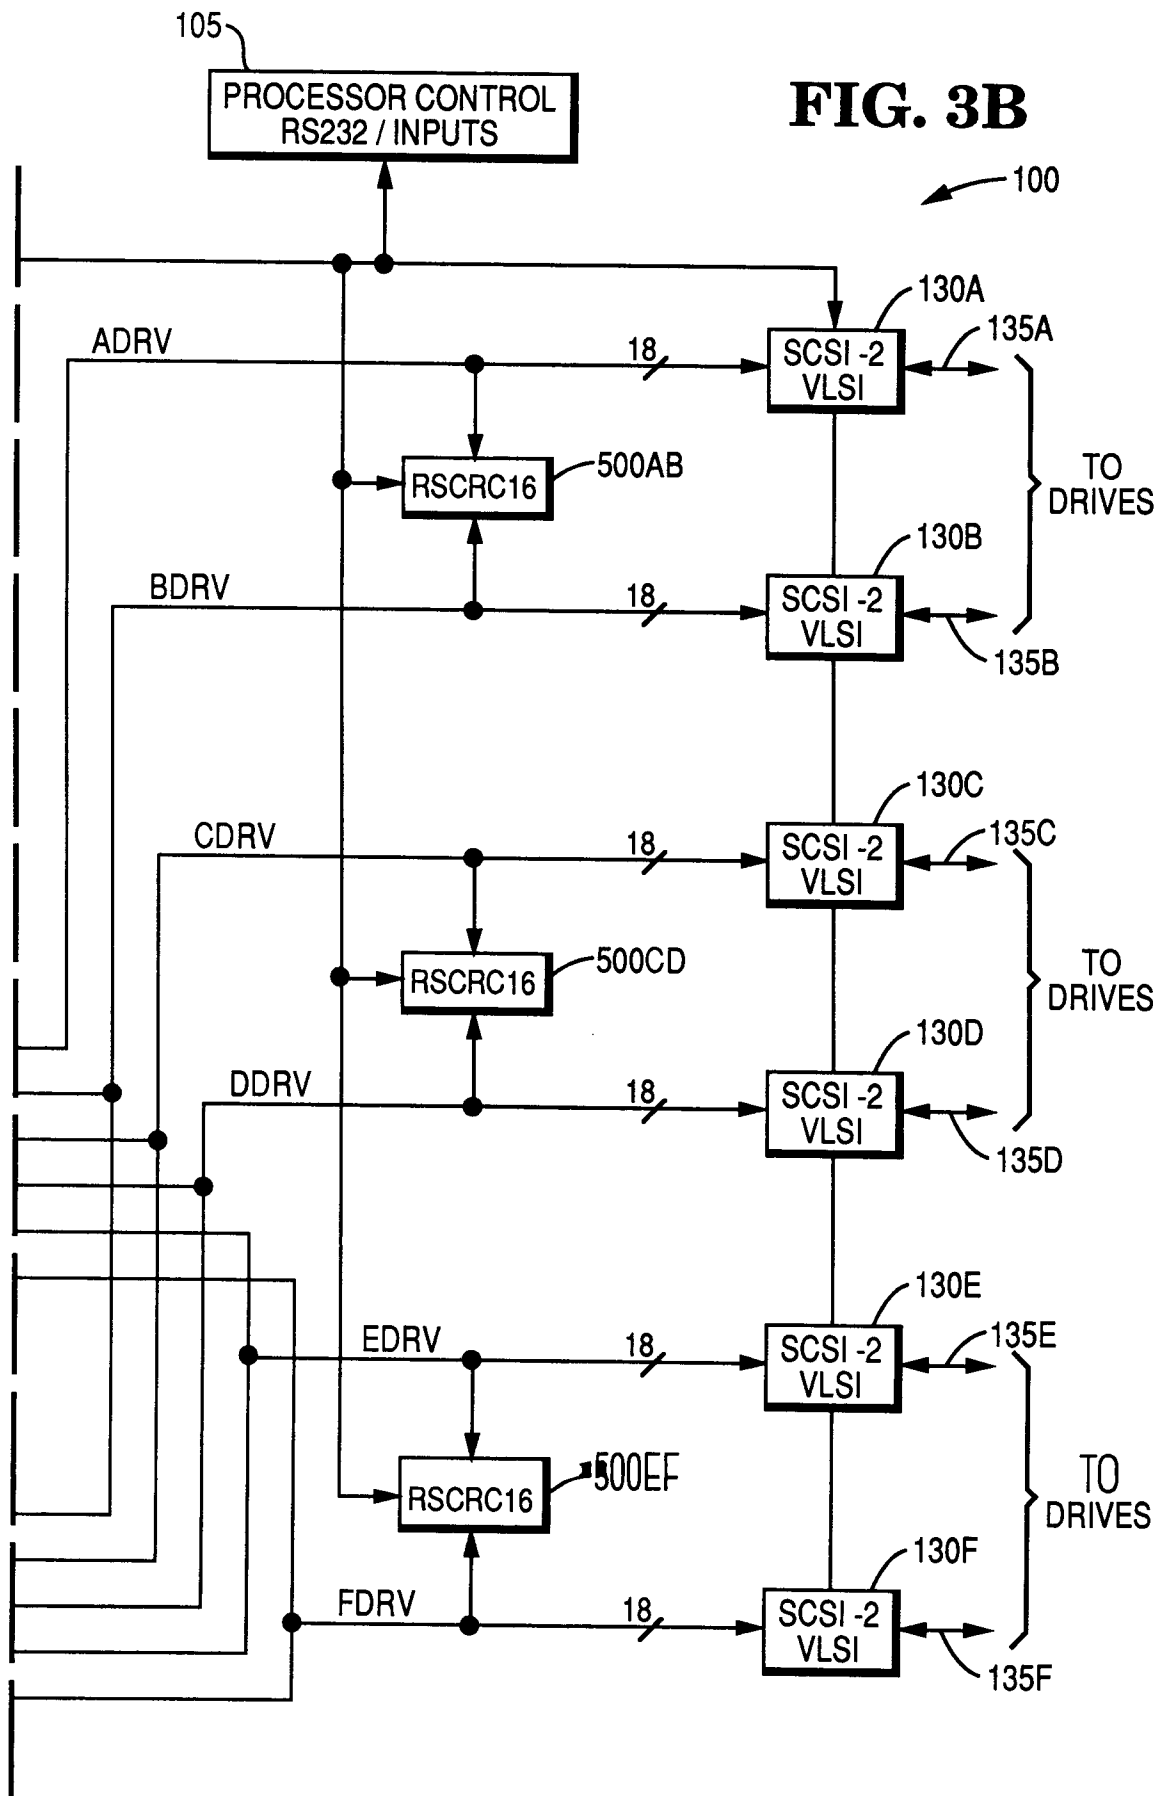 105
PROCESSOR CONTROL
RS232 / INPUTS
FIG. 3B
100
130A
ADRV
18
SCSI -2
VLSI
135A
500AB
RSCRC16
TO
DRIVES
130B
BDRV
18
SCSI -2
VLSI
135B
130C
CDRV
18
SCSI -2
VLSI
135C
500CD
RSCRC16
TO
DRIVES
130D
DDRV
18
SCSI -2
VLSI
135D
130E
EDRV
18
SCSI -2
VLSI
135E
500EF
RSCRC16
TO
DRIVES
130F
FDRV
18
SCSI -2
VLSI
135F